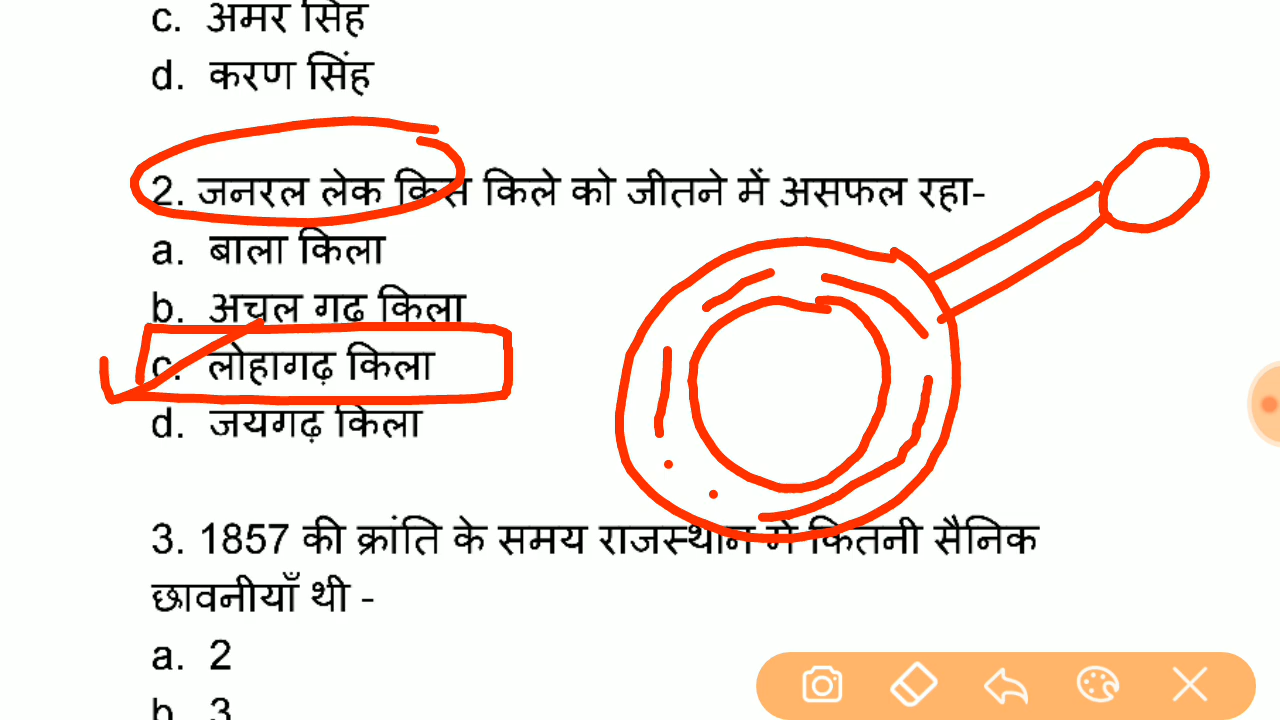 c. अमर सिंह
d. करण सिंह
2. जनरल लेक किस किले को जीतने में असफल रहा-
a. बाला किला
b. अचल गढ किला
c. लोहागढ़ किला
d. जयगढ़ किला
3. 1857 की क्रांति के समय राजस्थान मे कितनी सैनिक
छावनीयाँ थी -
a. 2
b. 3